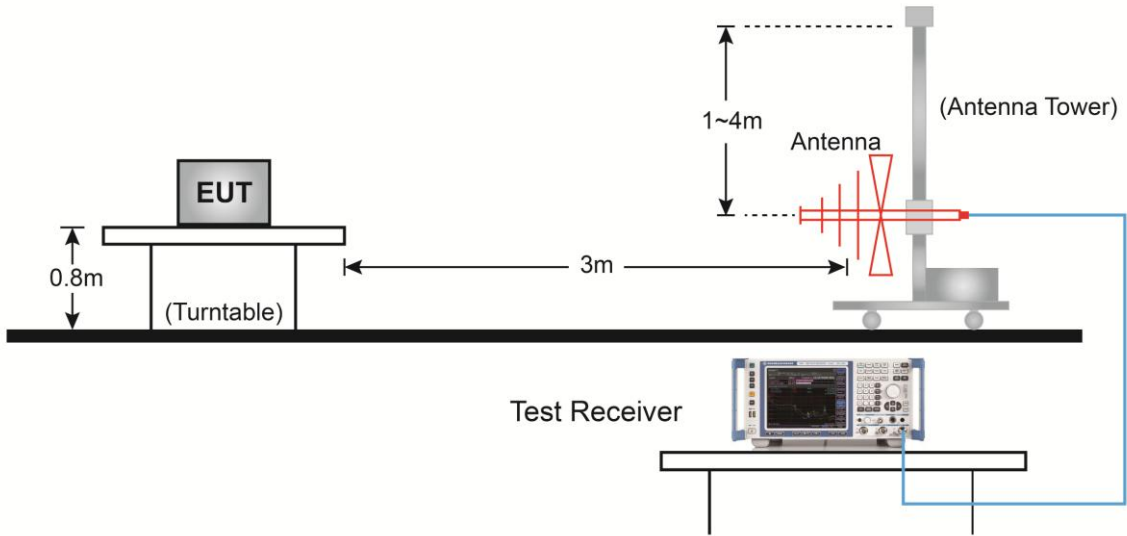 1~4m
(Antenna Tower)
Antenna
EUT
0.8m
3m
(Turntable)
Test Receiver